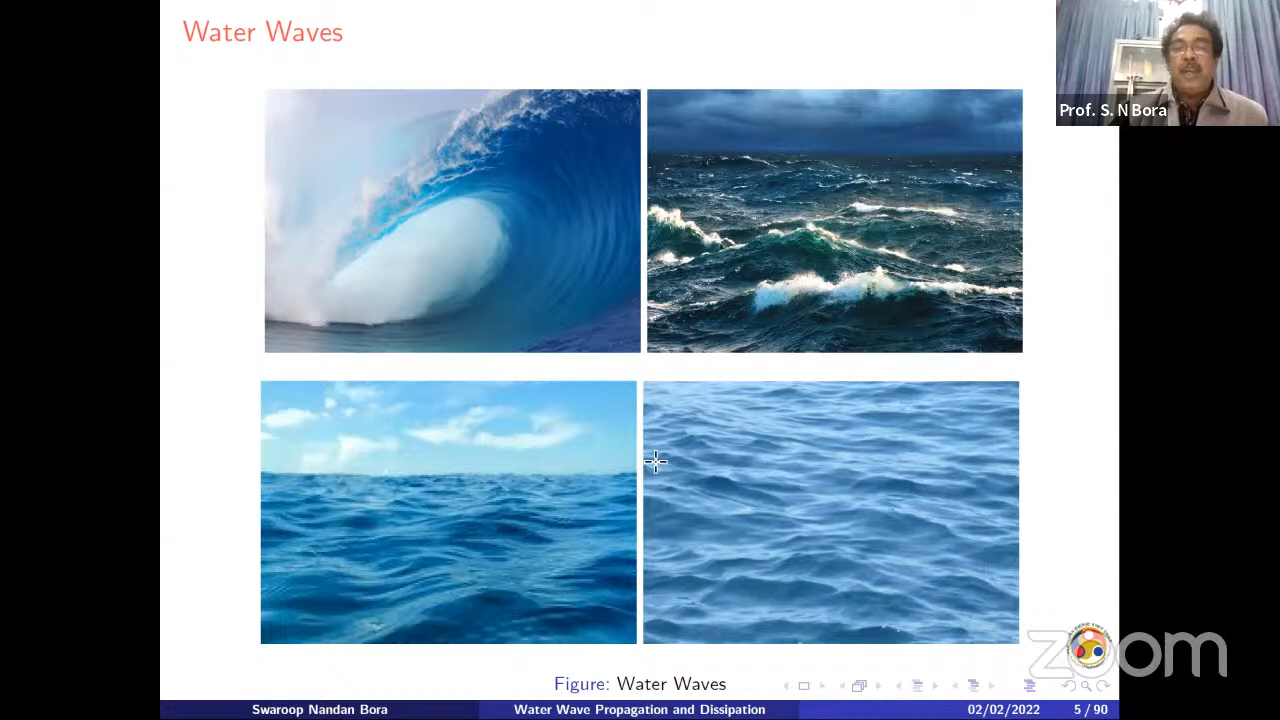 Water Waves
Prof. S. N Bora
Figure: Water Waves
zoom
Swaroop Nandan Bora Water Wave Propagation and Dissipation 02/02/2022 5 / 90